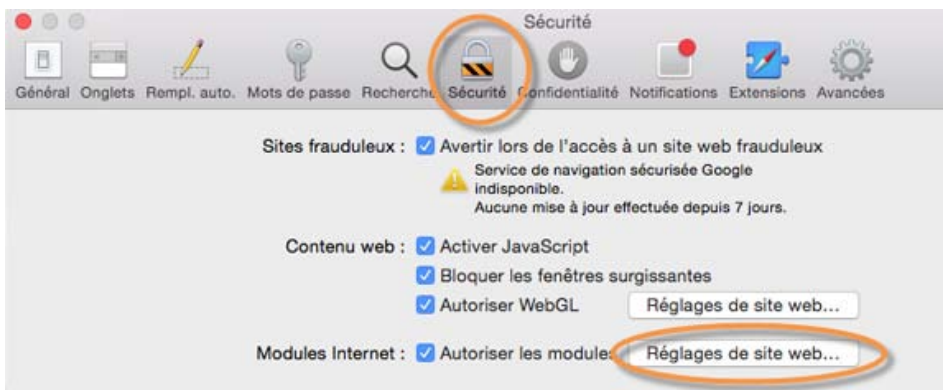 Sécurité
Général Onglets Rempl. auto. Mots de passe Recherche Sécurité Confidentialité Notifications Extensions Avancées
Sites frauduleux : Avertir lors de l'accès à un site web frauduleux
Service de navigation sécurisée Google
indisponible.
Aucune mise à jour effectuée depuis 7 jours.
Contenu web : Activer JavaScript
Bloquer les fenêtres surgissantes
Autoriser WebGL Réglages de site web...
Modules Internet : Autoriser les modules Réglages de site web...